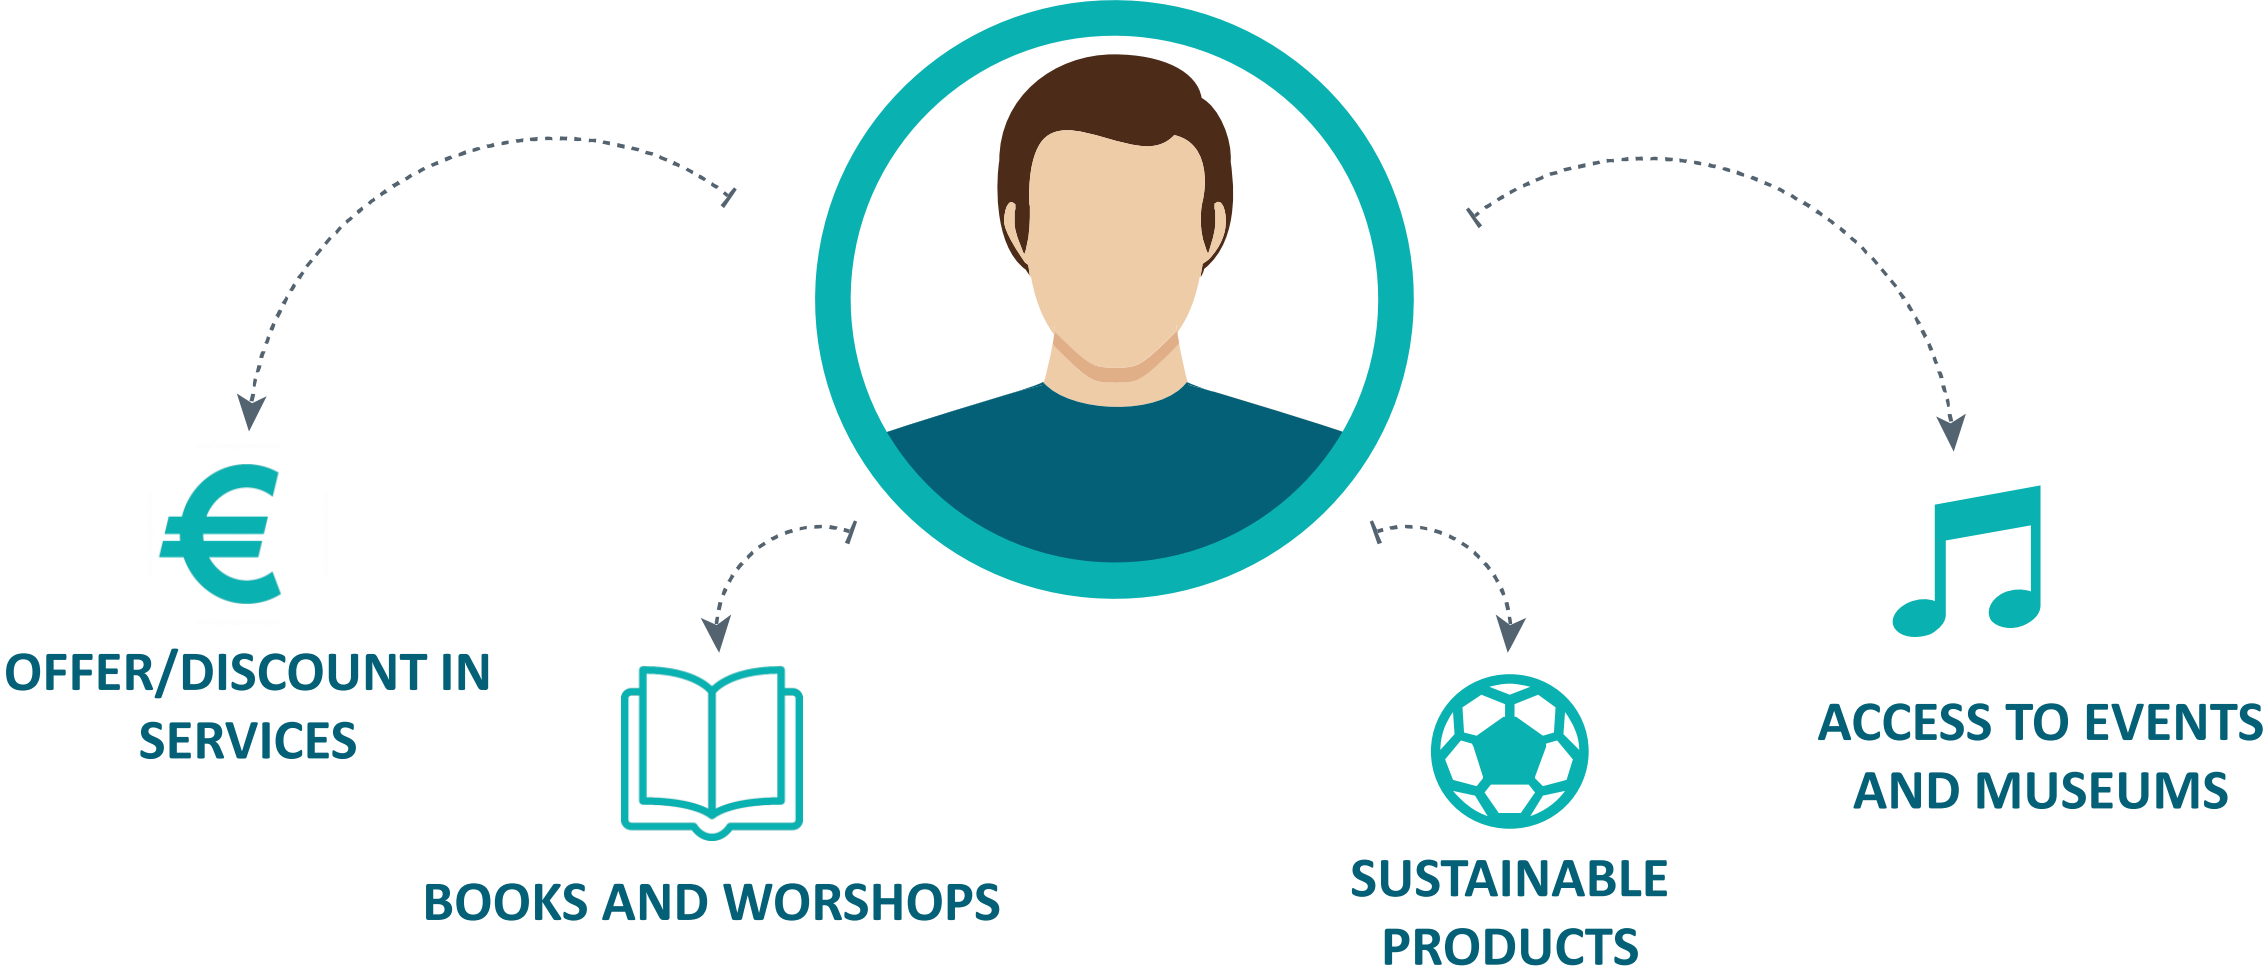 OFFER/DISCOUNT IN
SERVICES
BOOKS AND WORSHOPS
SUSTAINABLE
PRODUCTS
ACCESS TO EVENTS
AND MUSEUMS